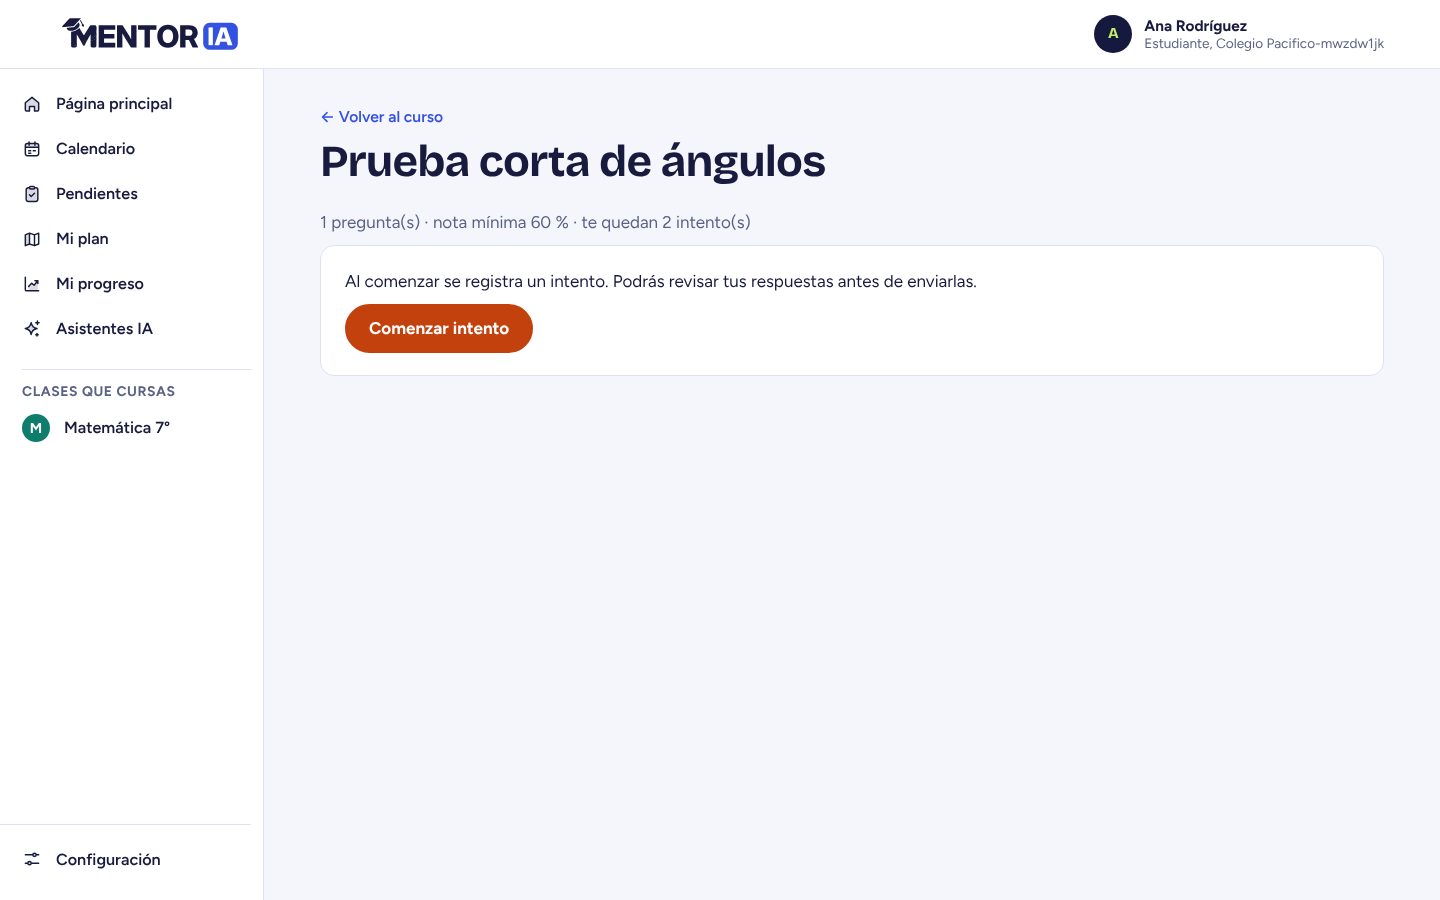 MENTOR IA
A
Ana Rodríguez
Estudiante, Colegio Pacifico-mwzdw1jk
Página principal
Calendario
Pendientes
Mi plan
Mi progreso
Asistentes IA
CLASES QUE CURSAS
M Matemática 7°
Configuración
← Volver al curso
Prueba corta de ángulos
1 pregunta(s) · nota mínima 60 % · te quedan 2 intento(s)
Al comenzar se registra un intento. Podrás revisar tus respuestas antes de enviarlas.
Comenzar intento